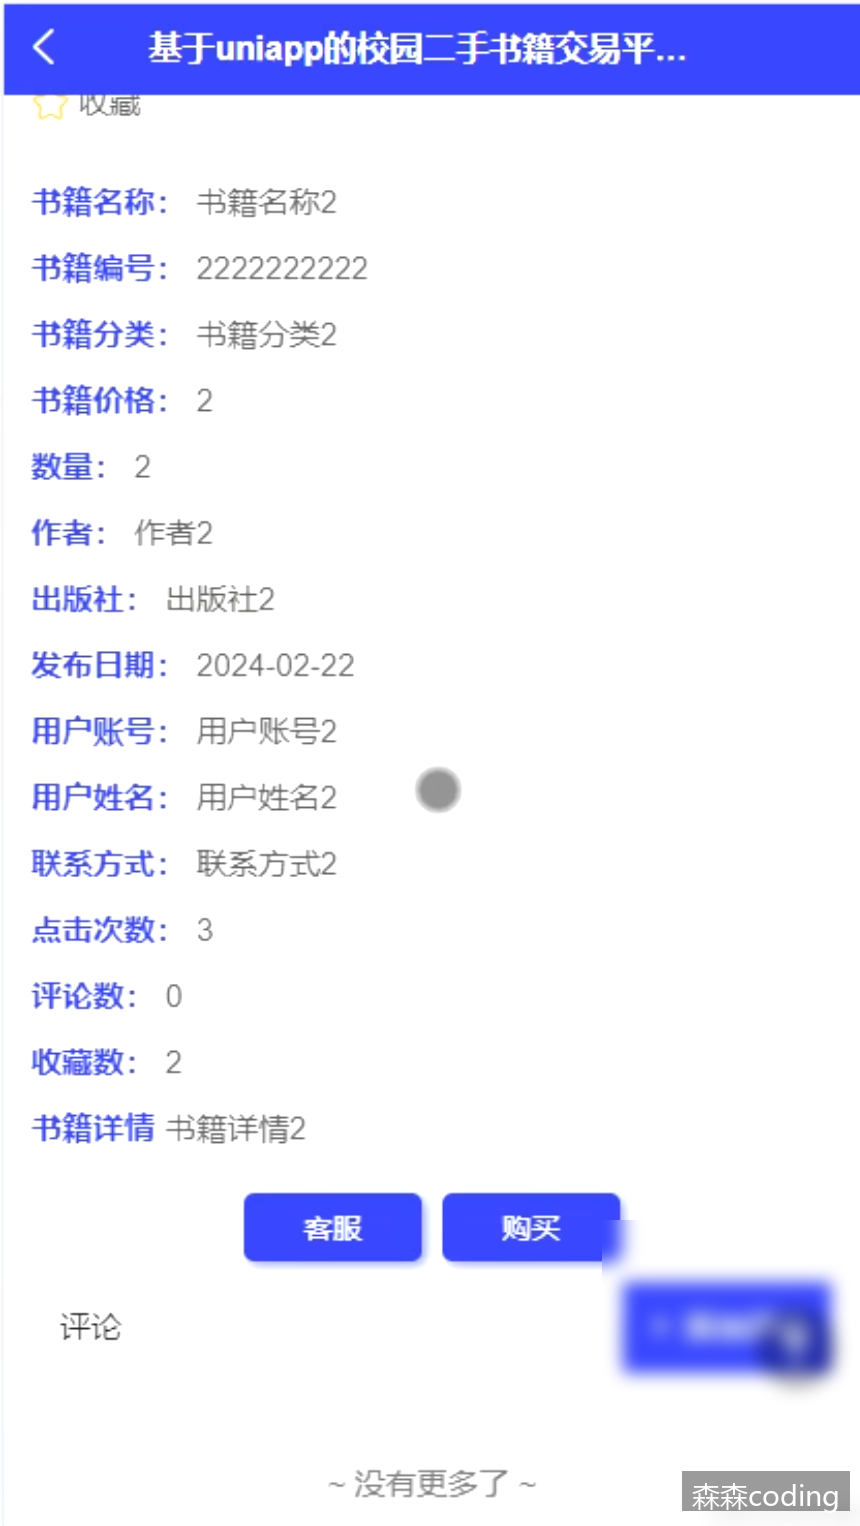 基于uniapp的校园二手书籍交易平...
收藏
书籍名称： 书籍名称2
书籍编号： 2222222222
书籍分类： 书籍分类2
书籍价格： 2
数量： 2
作者： 作者2
出版社： 出版社2
发布日期： 2024-02-22
用户账号： 用户账号2
用户姓名： 用户姓名2
联系方式： 联系方式2
点击次数： 3
评论数： 0
收藏数： 2
书籍详情 书籍详情2
客服 购买
评论
~ 没有更多了 ~
森森coding